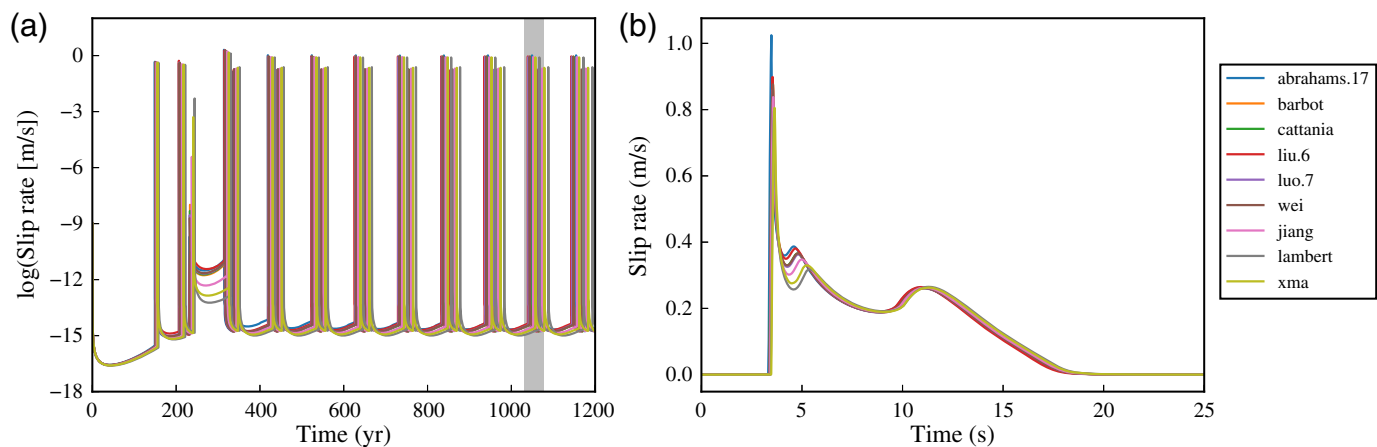 (a)
log(Slip rate [m/s])
0
−3
−6
−9
−12
−15
−18
0 200 400 600 800 1000 1200
Time (yr)
(b)
Slip rate (m/s)
1.0
0.8
0.6
0.4
0.2
0.0
0 5 10 15 20 25
Time (s)
abrahams.17
barbot
cattania
liu.6
luo.7
wei
jiang
lambert
xma